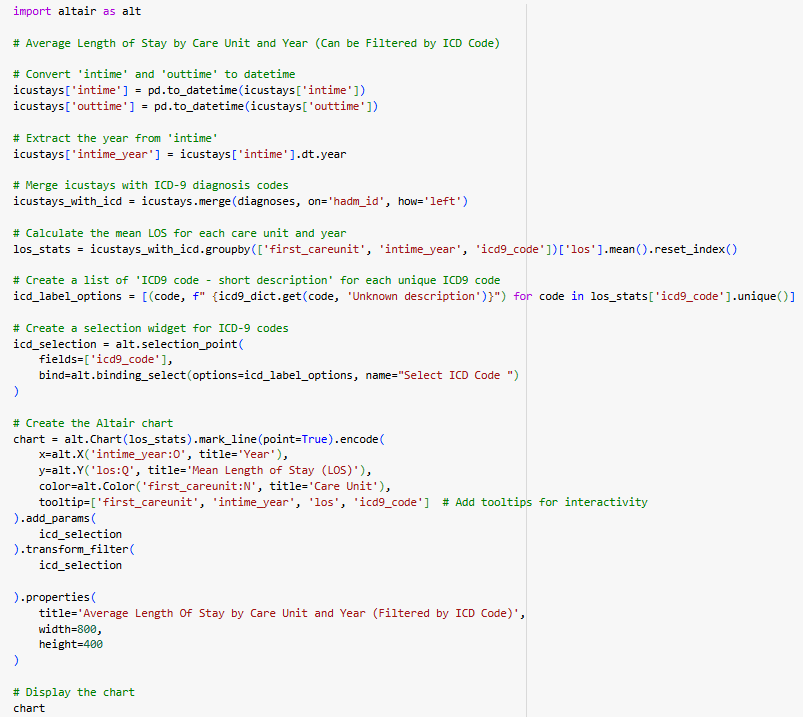 import altair as alt

# Average Length of Stay by Care Unit and Year (Can be Filtered by ICD Code)

# Convert 'intime' and 'outtime' to datetime
icustays['intime'] = pd.to_datetime(icustays['intime'])
icustays['outtime'] = pd.to_datetime(icustays['outtime'])

# Extract the year from 'intime'
icustays['intime_year'] = icustays['intime'].dt.year

# Merge icustays with ICD-9 diagnosis codes
icustays_with_icd = icustays.merge(diagnoses, on='hadm_id', how='left')

# Calculate the mean LOS for each care unit and year
los_stats = icustays_with_icd.groupby(['first_careunit', 'intime_year', 'icd9_code'])['los'].mean().reset_index()

# Create a list of 'ICD9 code - short description' for each unique ICD9 code
icd_label_options = [(code, f" {icd9_dict.get(code, 'Unknown description')}") for code in los_stats['icd9_code'].unique()]

# Create a selection widget for ICD-9 codes
icd_selection = alt.selection_point(
    fields=['icd9_code'],
    bind=alt.binding_select(options=icd_label_options, name="Select ICD Code ")
)

# Create the Altair chart
chart = alt.Chart(los_stats).mark_line(point=True).encode(
    x=alt.X('intime_year:O', title='Year'),
    y=alt.Y('los:Q', title='Mean Length of Stay (LOS)'),
    color=alt.Color('first_careunit:N', title='Care Unit'),
    tooltip=['first_careunit', 'intime_year', 'los', 'icd9_code']  # Add tooltips for interactivity
).add_params(
    icd_selection
).transform_filter(
    icd_selection

).properties(
    title='Average Length Of Stay by Care Unit and Year (Filtered by ICD Code)',
    width=800,
    height=400
)

# Display the chart
chart